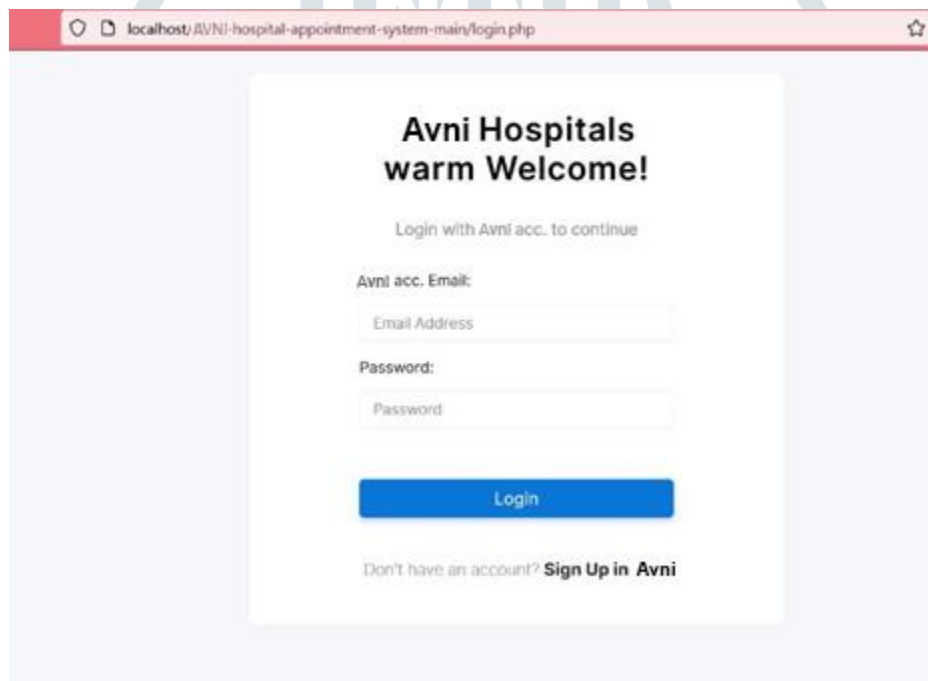 localhost/AVNI-hospital-appointment-system-main/login.php
Avni Hospitals
warm Welcome!
Login with Avni acc. to continue
Avni acc. Email:
Email Address
Password:
Password
Login
Don't have an account? Sign Up in Avni